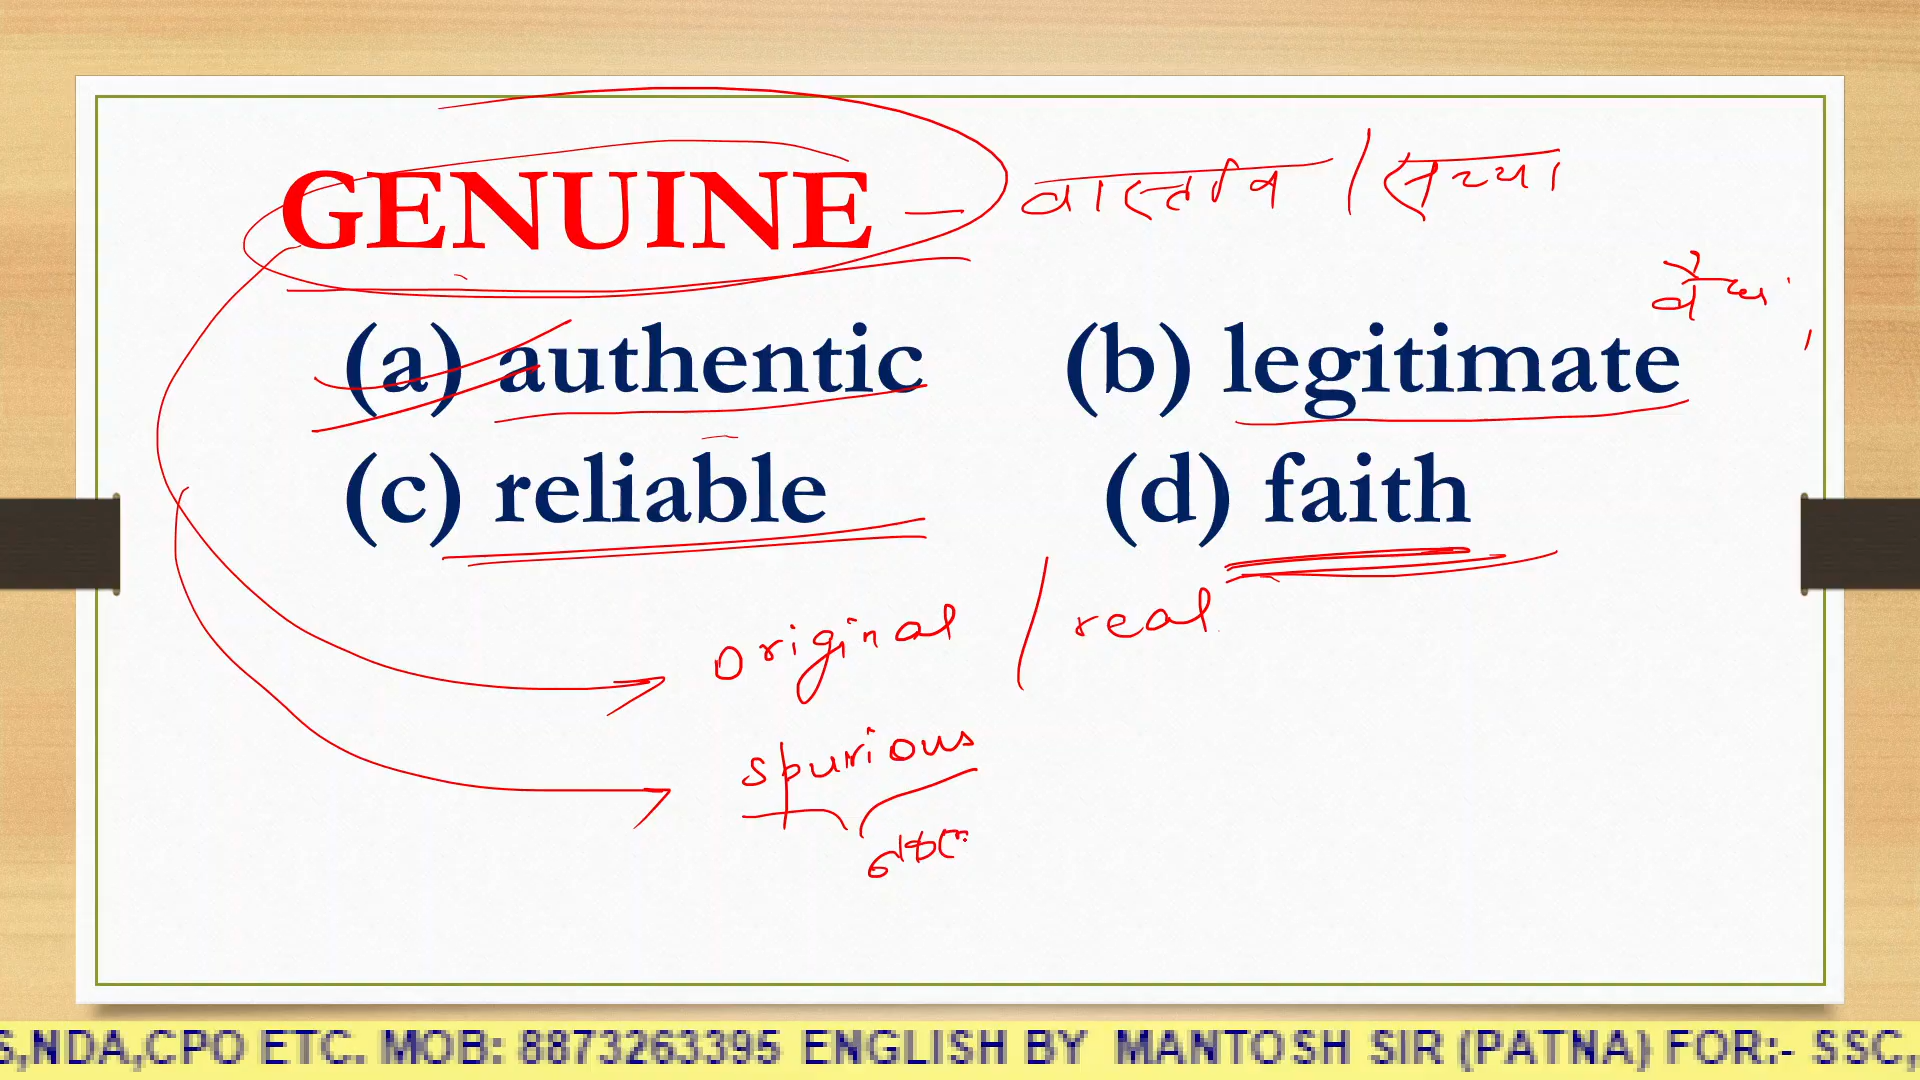 GENUINE – वास्तवि / सच्चा
वैध
(a) authentic (b) legitimate
(c) reliable (d) faith
original / real
spurious
S,NDA,CPO ETC. MOB: 8873263395 ENGLISH BY MANTOSH SIR (PATNA) FOR:- SSC,